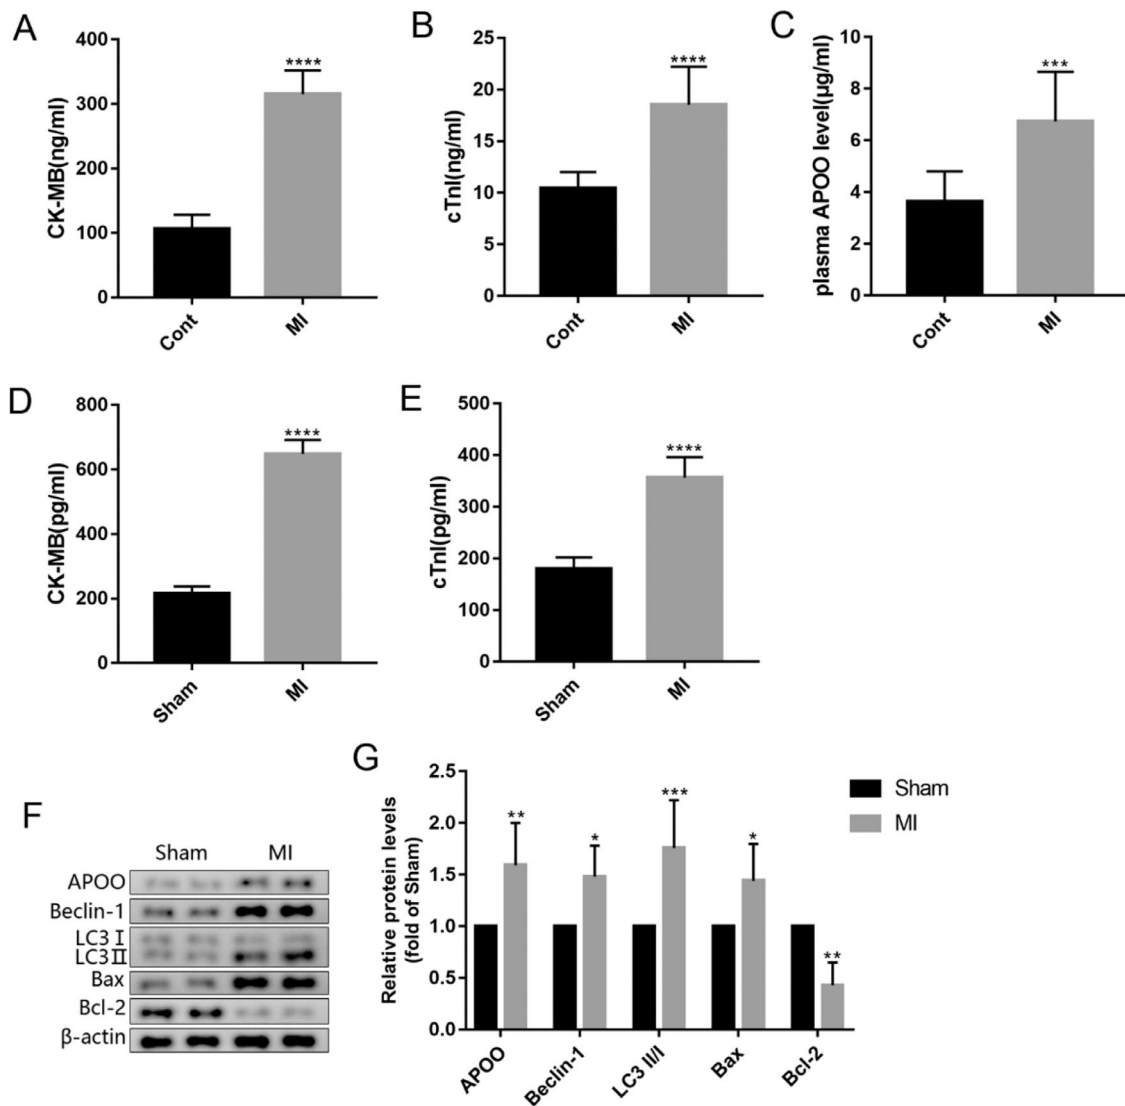 A
CK-MB(ng/ml)
400
300
200
100
0
****
Cont
MI
B
cTnI(ng/ml)
25
20
15
10
5
0
****
Cont
MI
C
plasma APOO level(μg/ml)
10
8
6
4
2
0
***
Cont
MI
D
CK-MB(pg/ml)
800
600
400
200
0
****
Sham
MI
E
cTnI(pg/ml)
500
400
300
200
100
0
****
Sham
MI
F
Sham MI
APOO
Beclin-1
LC3 I
LC3 II
Bax
Bcl-2
β-actin
G
Relative protein levels
(fold of Sham)
2.5
2.0
1.5
1.0
0.5
0.0
**
*
***
*
**
APOO
Beclin-1
LC3 II/I
Bax
Bcl-2
Sham
MI